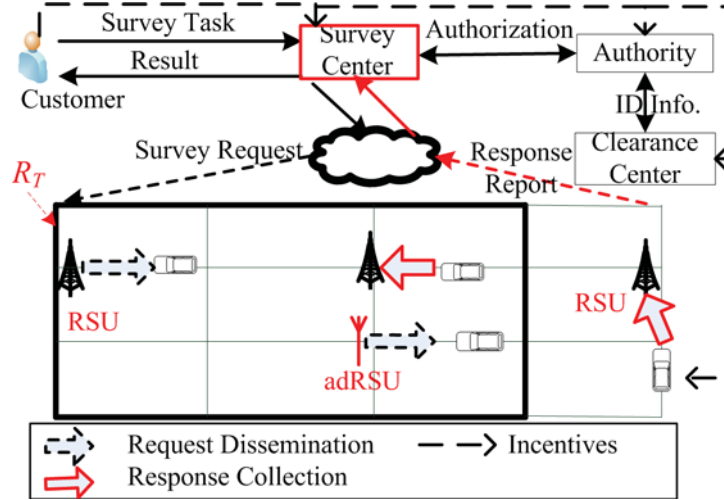 Survey Task
Result
Customer
Survey
Center
Authorization
Authority
ID Info.
Clearance
Center
Survey Request
Response
Report
R_T
RSU
adRSU
RSU
Request Dissemination
Incentives
Response Collection